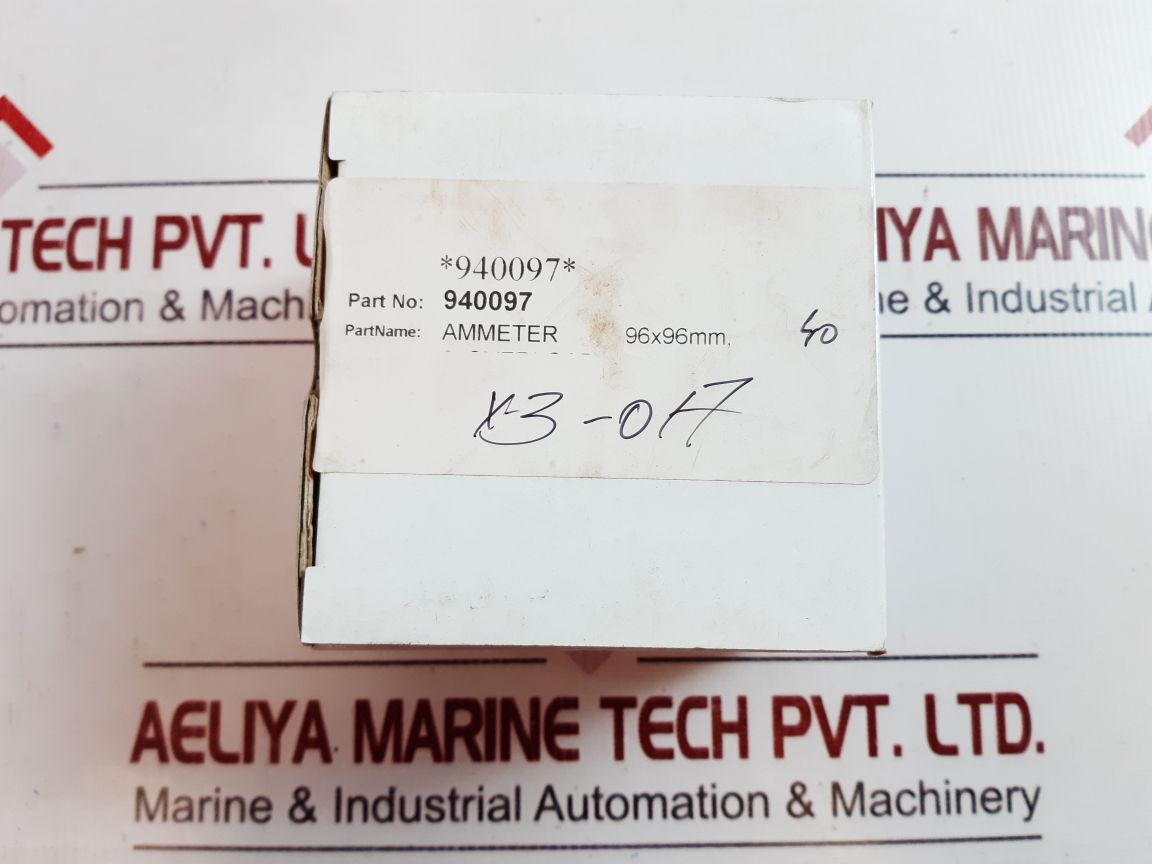 TECH PVT. L
omation & Mach
IYA MARIN
e & Industrial A
*940097*
Part No: 940097
PartName: AMMETER 96x96mm,
40
X3-017
AELIYA MARINE TECH PVT. LTD.
Marine & Industrial Automation & Machinery